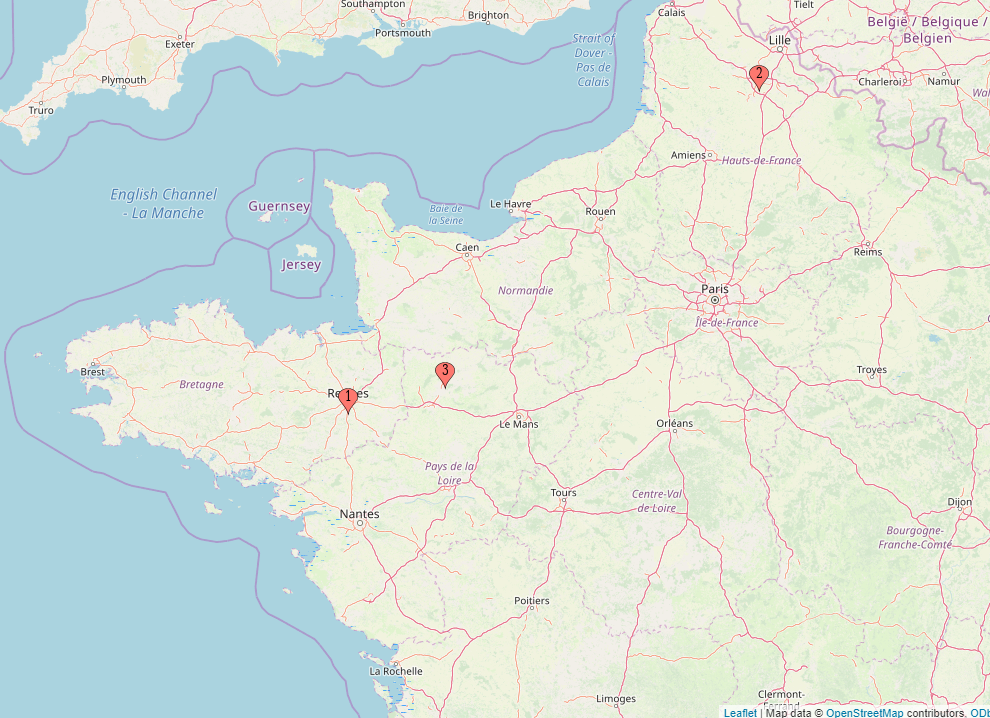 Southampton
Brighton
Portsmouth
Exeter
Plymouth
Truro
Strait of
Dover -
Pas de
Calais
Calais
Tielt
België / Belgique /
Belgien
Lille
2
Charleroi
Namur
English Channel
- La Manche
Guernsey
Jersey
Baie de
la Seine
Le Havre
Amiens
Hauts-de-France
Rouen
Caen
Reims
Normandie
Paris
Île-de-France
Brest
Bretagne
1
3
Troyes
Le Mans
Orléans
Pays de la
Loire
Tours
Centre-Val
de Loire
Nantes
Dijon
Bourgogne-
Franche-Comté
Poitiers
La Rochelle
Limoges
Clermont-
Leaflet | Map data © OpenStreetMap contributors,